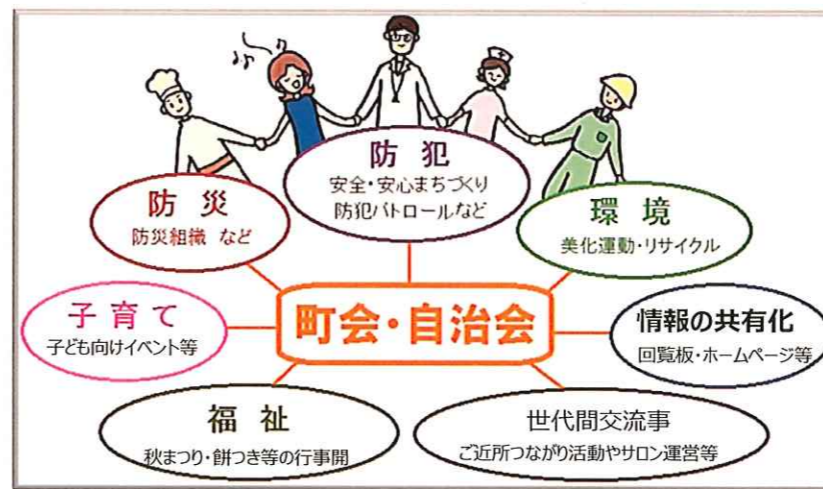 防 犯
安全・安心まちづくり
防犯パトロールなど
防 災
防災組織 など
環 境
美化運動・リサイクル
町会・自治会
子 育 て
子ども向けイベント等
情報の共有化
回覧板・ホームページ等
福 祉
秋まつり・餅つき等の行事開
世代間交流事
ご近所つながり活動やサロン運営等